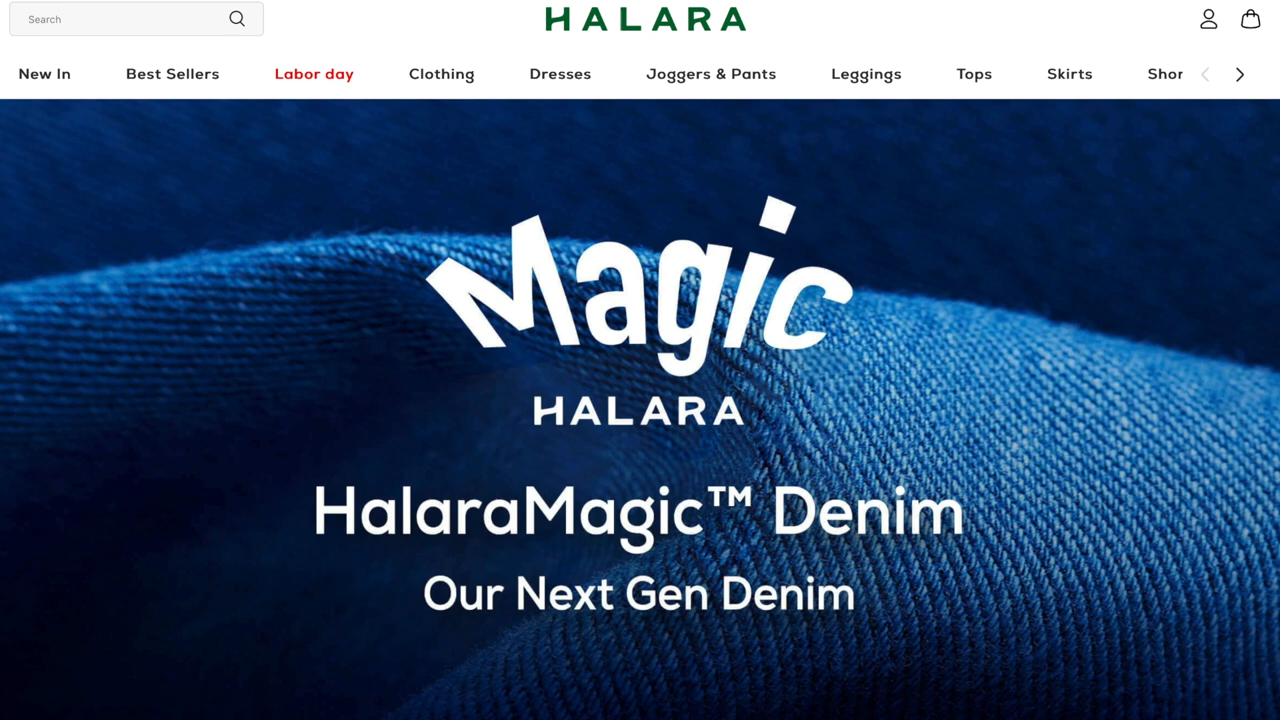 Search
HALARA
New In Best Sellers Labor day Clothing Dresses Joggers & Pants Leggings Tops Skirts Shor
Magic
HALARA
HalaraMagic™ Denim
Our Next Gen Denim